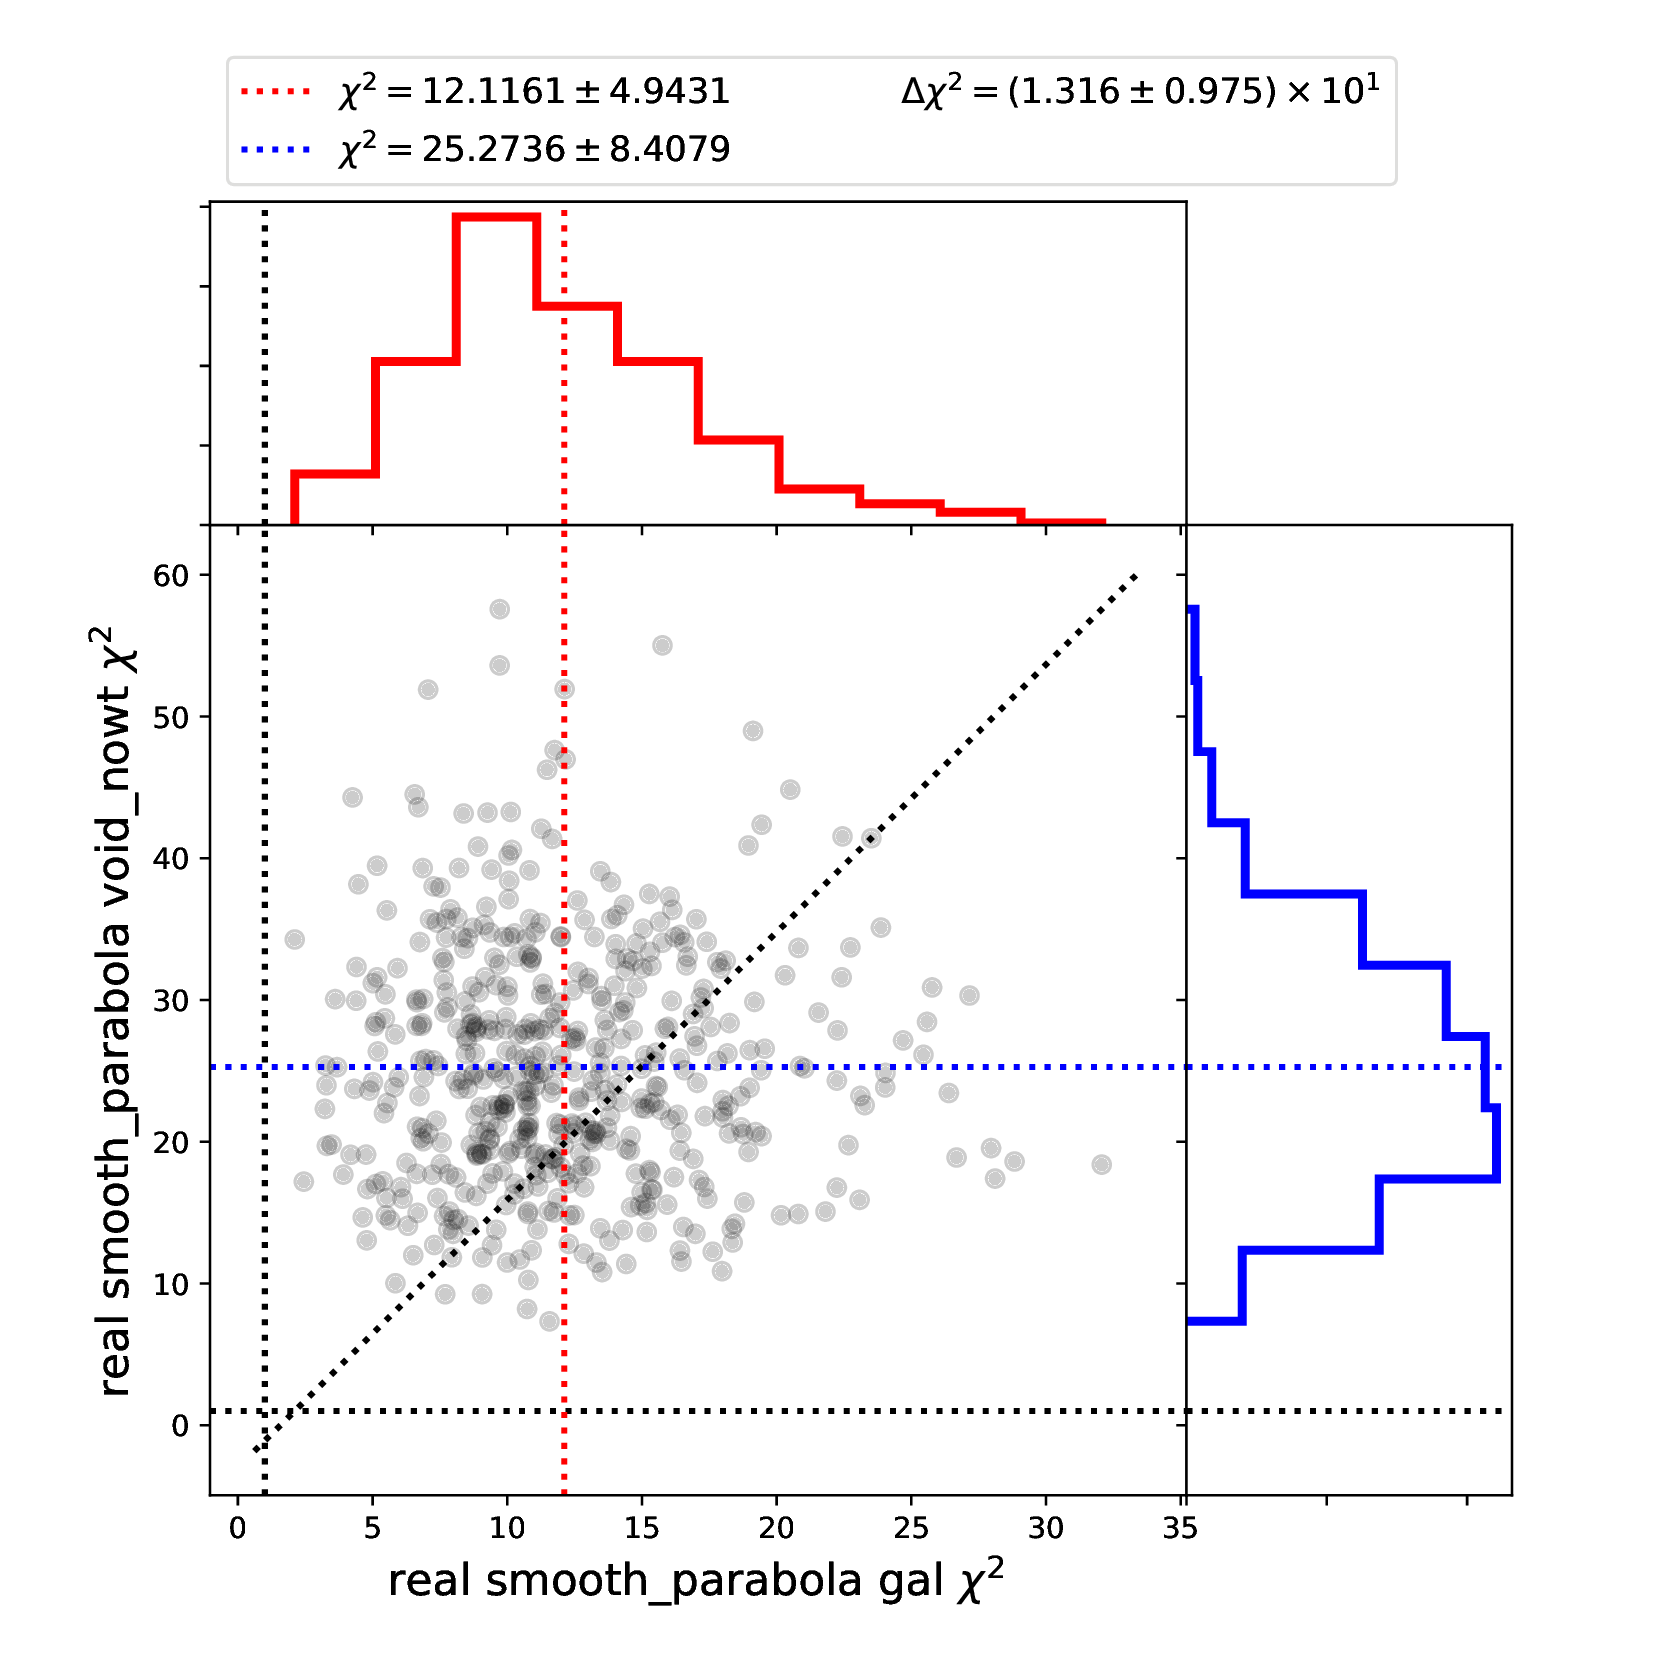 χ² = 12.1161 ± 4.9431 Δχ² = (1.316 ± 0.975) × 10¹
χ² = 25.2736 ± 8.4079
60
50
40
30
20
10
0
real smooth_parabola void_nowt χ²
0 5 10 15 20 25 30 35
real smooth_parabola gal χ²